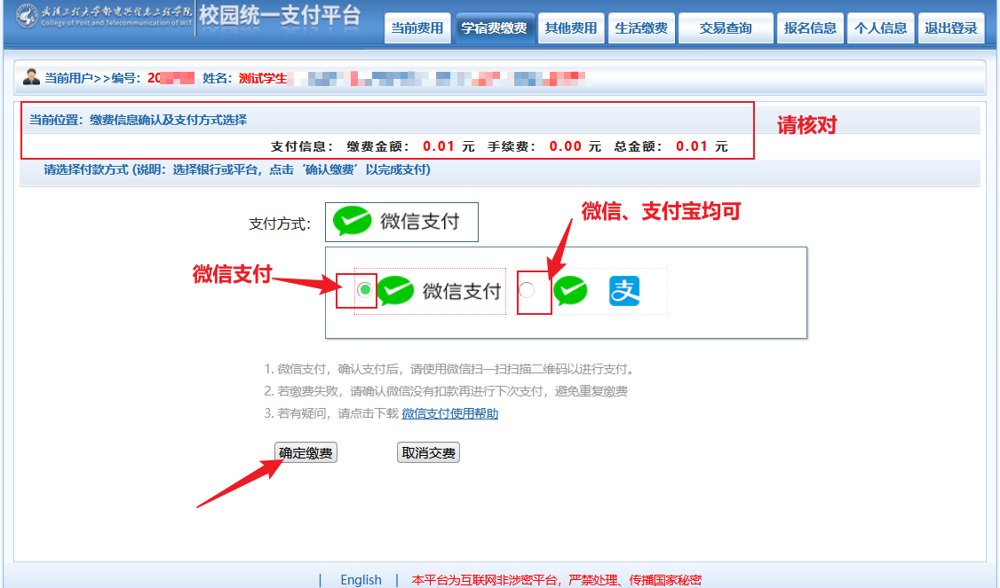 武汉工程大学邮电与信息工程学院
College of Post and Telecommunication of WIT
校园统一支付平台
当前费用 学宿费缴费 其他费用 生活缴费 交易查询 报名信息 个人信息 退出登录
当前用户>>编号: 20 姓名: 测试学生
当前位置: 缴费信息确认及支付方式选择
请核对
支付信息: 缴费金额: 0.01 元 手续费: 0.00 元 总金额: 0.01 元
请选择付款方式 (说明: 选择银行或平台，点击‘确认缴费’以完成支付)
微信、支付宝均可
支付方式: 微信支付
微信支付
微信支付
支
1. 微信支付，确认支付后，请使用微信扫一扫扫描二维码以进行支付。
2. 若缴费失败，请确认微信没有扣款再进行下次支付，避免重复缴费
3. 若有疑问，请点击下载 微信支付使用帮助
确定缴费 取消交费
| English | 本平台为互联网非涉密平台，严禁处理、传播国家秘密